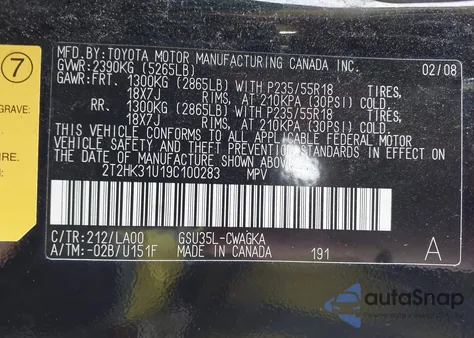 MFD.BY: TOYOTA MOTOR MANUFACTURING CANADA INC. 02/08
GVWR: 2390KG (5265LB)
GAWR: FRT. 1300KG (2865LB) WITH P235/55R18 TIRES,
18X7J RIMS, AT 210KPA (30PSI) COLD.
RR. 1300KG (2865LB) WITH P235/55R18 TIRES,
18X7J RIMS, AT 210KPA (30PSI) COLD.
THIS VEHICLE CONFORMS TO ALL APPLICABLE FEDERAL MOTOR
VEHICLE SAFETY AND THEFT PREVENTION STANDARDS IN EFFECT
ON THE DATE OF MANUFACTURE SHOWN ABOVE.
2T2HK31U19C100283 MPV
C/TR:212/LA00 GSU35L-CWAGKA
A/TM:-02B/U151F MADE IN CANADA 191 A
7
GRAVE.
autoSnap